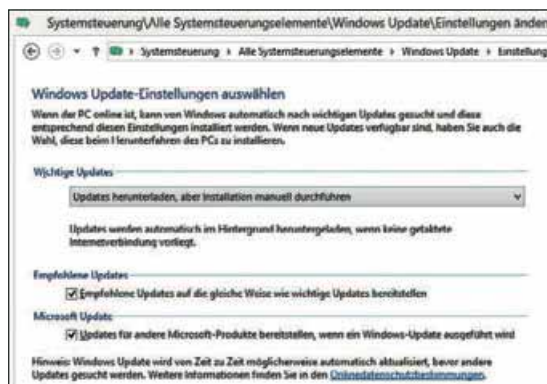 Systemsteuerung\Alle Systemsteuerungselemente\Windows Update\Einstellungen änder
Systemsteuerung Alle Systemsteuerungselemente Windows Update Einstellung
Windows Update-Einstellungen auswählen
Wenn der PC online ist, kann von Windows automatisch nach wichtigen Updates gesucht und diese
entsprechend diesen Einstellungen installiert werden. Wenn neue Updates verfügbar sind, haben Sie auch die
Wahl, diese beim Herunterfahren des PCs zu installieren.
Wichtige Updates
Updates herunterladen, aber Installation manuell durchführen
Updates werden automatisch im Hintergrund heruntergeladen, wenn keine getaktete
Internetverbindung vorliegt.
Empfohlene Updates
Empfohlene Updates auf die gleiche Weise wie wichtige Updates bereitstellen
Microsoft Update
Updates für andere Microsoft-Produkte bereitstellen, wenn ein Windows-Update ausgeführt wird
Hinweis: Windows Update wird von Zeit zu Zeit möglicherweise automatisch aktualisiert, bevor andere
Updates gesucht werden. Weitere Informationen finden Sie in den Onlinedatenschutzbestimmungen.